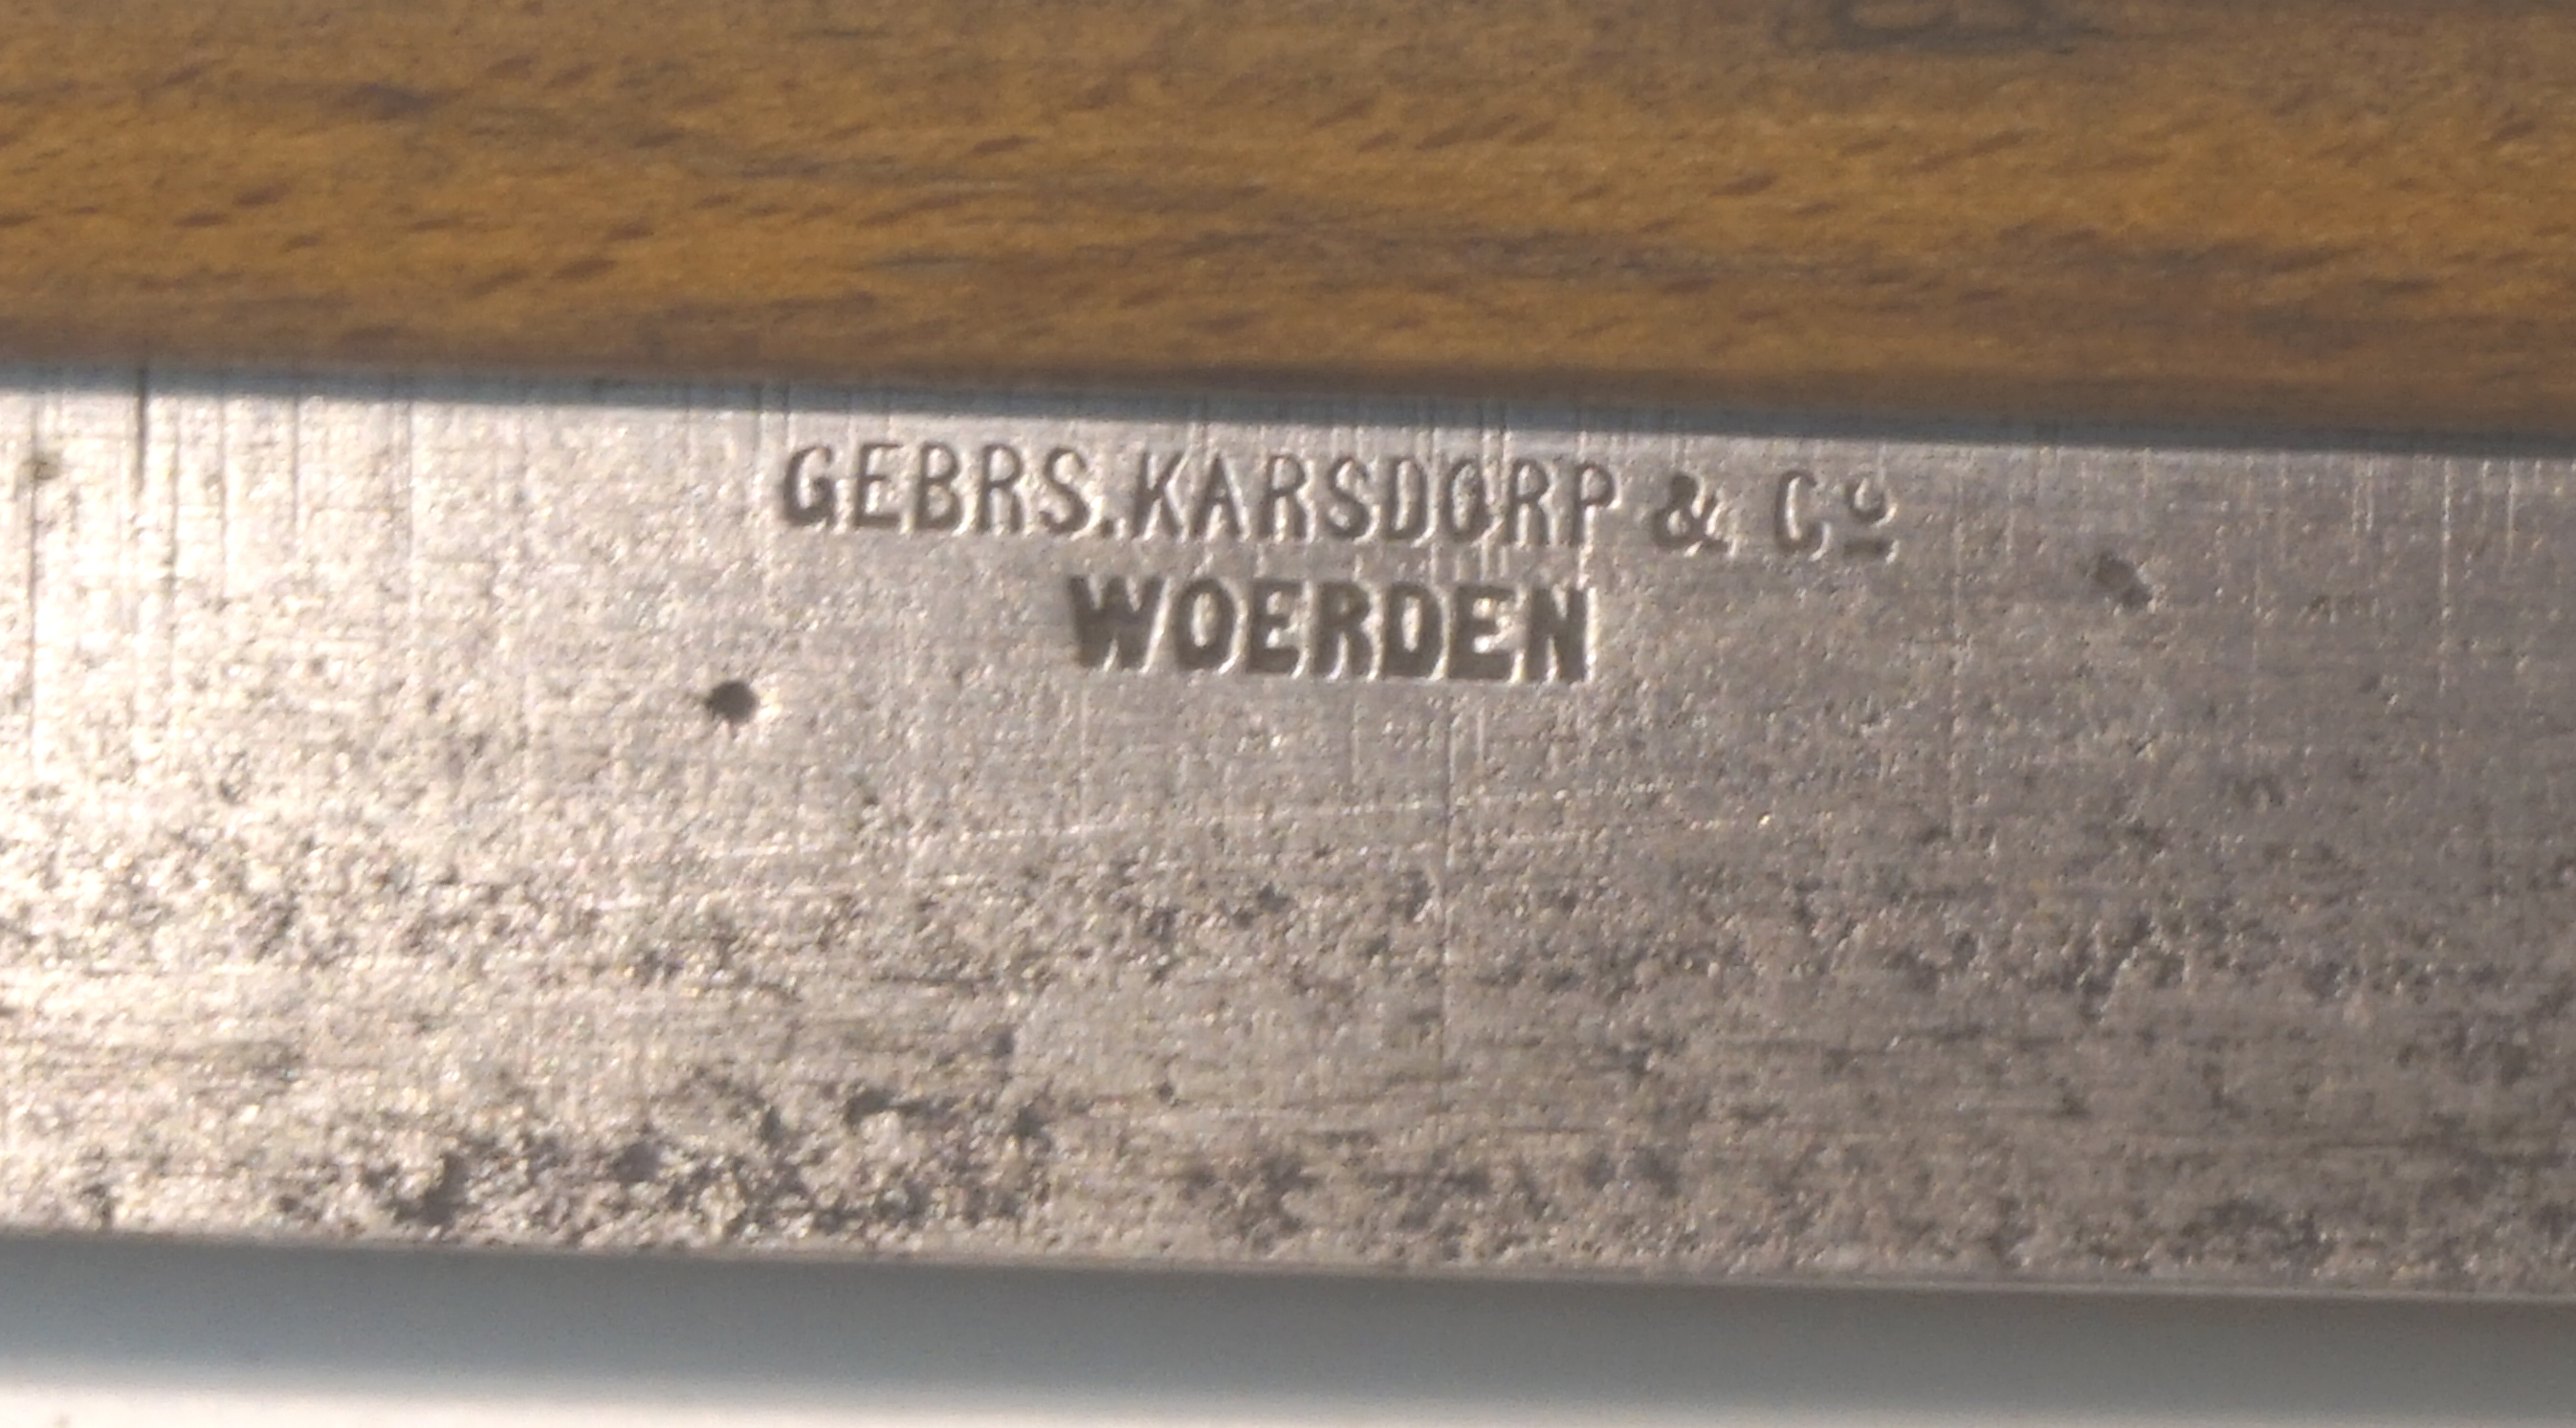 GEBRS. KARSDORP & Cº
WOERDEN